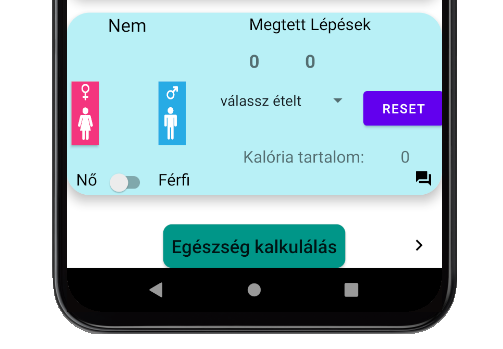 Nem
Megtett Lépések
0 0
válassz ételt
RESET
Kalória tartalom: 0
Nő Férfi
Egészség kalkulálás